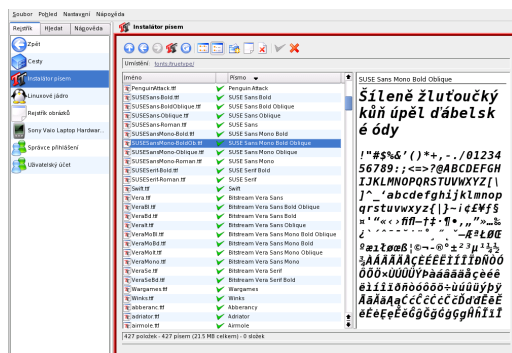 Soubor Pohled Nastavení Nápověda
Rejstřík Hledat Nápověda
Zpět
Cesty
Instalátor písem
Linuxové jádro
Rejstřík obrázků
Sony Vaio Laptop Hardwar...
Správce přihlášení
Uživatelský účet
Instalátor písem
Umístění: fonts:/truetype/
Jméno Písmo
PenguinAttack.ttf Penguin Attack
SUSESans-Bold.ttf SUSE Sans Bold
SUSESans-BoldOblique.ttf SUSE Sans Bold Oblique
SUSESans-Oblique.ttf SUSE Sans Oblique
SUSESans-Roman.ttf SUSE Sans
SUSESansMono-Bold.ttf SUSE Sans Mono Bold
SUSESansMono-BoldOb.ttf SUSE Sans Mono Bold Oblique
SUSESansMono-Oblique.ttf SUSE Sans Mono Oblique
SUSESansMono-Roman.ttf SUSE Sans Mono
SUSESerif-Bold.ttf SUSE Serif Bold
SUSESerif-Roman.ttf SUSE Serif
Swift.ttf Swift
Vera.ttf Bitstream Vera Sans
VeraBI.ttf Bitstream Vera Sans Bold Oblique
VeraBd.ttf Bitstream Vera Sans Bold
VeraIt.ttf Bitstream Vera Sans Oblique
VeraMoBI.ttf Bitstream Vera Sans Mono Bold Oblique
VeraMoBd.ttf Bitstream Vera Sans Mono Bold
VeraMoIt.ttf Bitstream Vera Sans Mono Oblique
VeraMono.ttf Bitstream Vera Sans Mono
VeraSe.ttf Bitstream Vera Serif
VeraSeBd.ttf Bitstream Vera Serif Bold
Wargames.ttf Wargames
Winks.ttf Winks
abberanc.ttf Abberancy
adriator.ttf Adriator
airmole.ttf Airmole
427 položek - 427 písem (21.5 MB celkem) - 0 složek
SUSE Sans Mono Bold Oblique
Šíleně žluťoučký
kůň úpěl ďábelsk
é ódy
!"#$%&'()*+,-./01234
56789:;<=>?@ABCDEFGH
IJKLMNOPQRSTUVWXYZ[\
]^_`abcdefghijklmnop
qrstuvwxyz{|}~¡¢£¥ƒ§